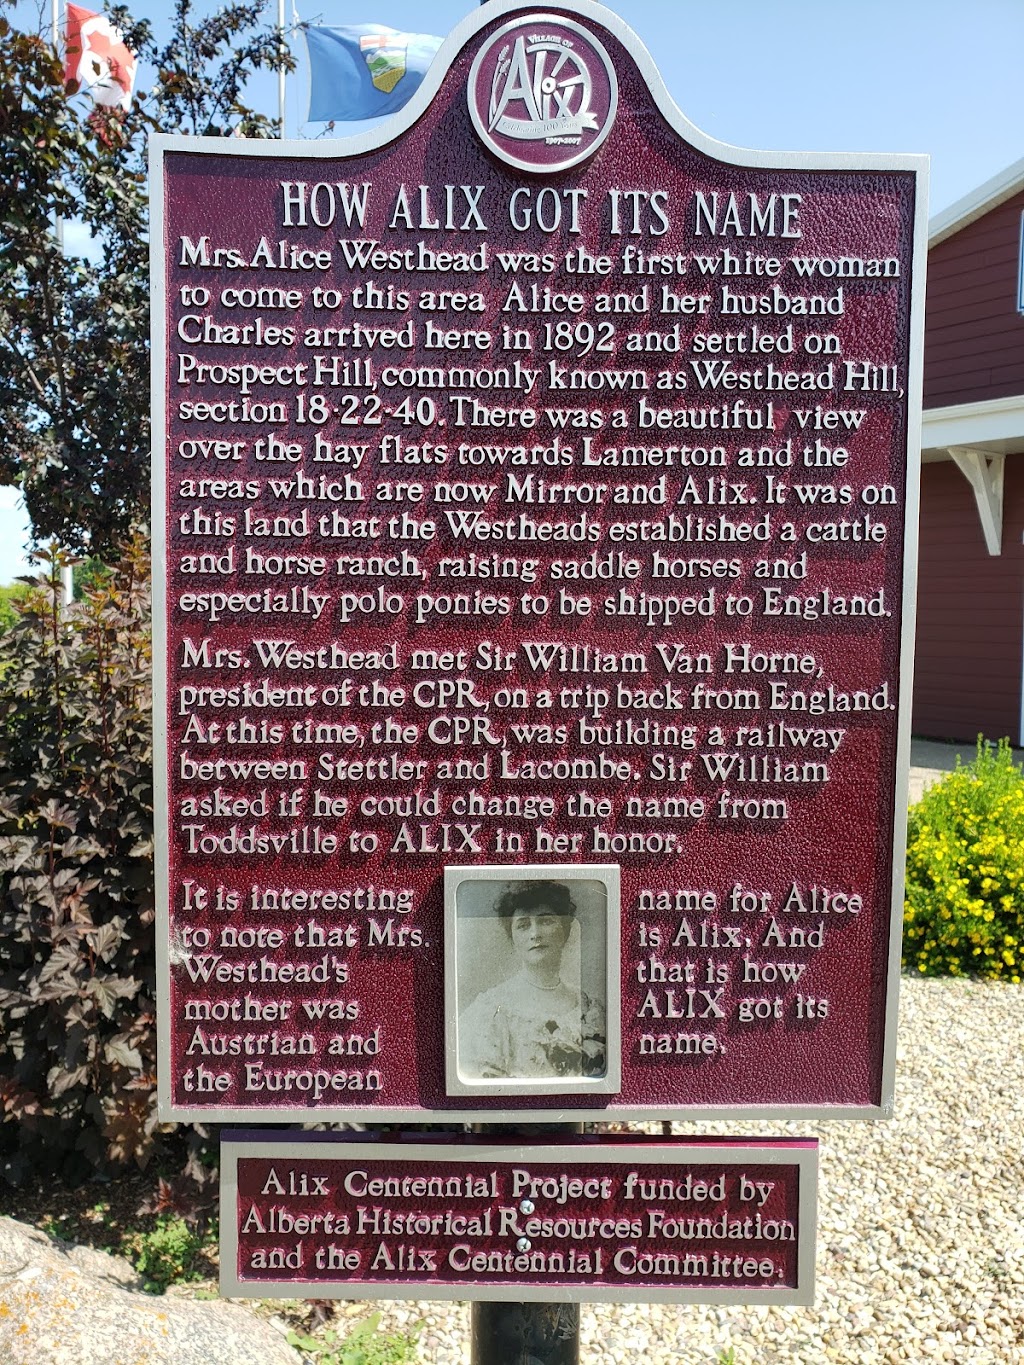 VILLAGE OF
Alix
Celebrating 100 Years
1907-2007
HOW ALIX GOT ITS NAME
Mrs. Alice Westhead was the first white woman
to come to this area Alice and her husband
Charles arrived here in 1892 and settled on
Prospect Hill, commonly known as Westhead Hill,
section 18·22·40. There was a beautiful view
over the hay flats towards Lamerton and the
areas which are now Mirror and Alix. It was on
this land that the Westheads established a cattle
and horse ranch, raising saddle horses and
especially polo ponies to be shipped to England.
Mrs. Westhead met Sir William Van Horne,
president of the CPR, on a trip back from England.
At this time, the CPR, was building a railway
between Stettler and Lacombe. Sir William
asked if he could change the name from
Toddsville to ALIX in her honor.
It is interesting
to note that Mrs.
Westhead's
mother was
Austrian and
the European
name for Alice
is Alix. And
that is how
ALIX got its
name.
Alix Centennial Project funded by
Alberta Historical Resources Foundation
and the Alix Centennial Committee.